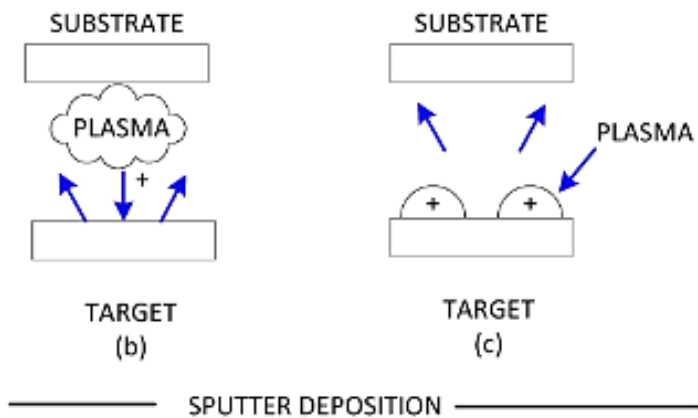 SUBSTRATE
PLASMA
+
TARGET
(b)
SUBSTRATE
PLASMA
+ +
TARGET
(c)
SPUTTER DEPOSITION